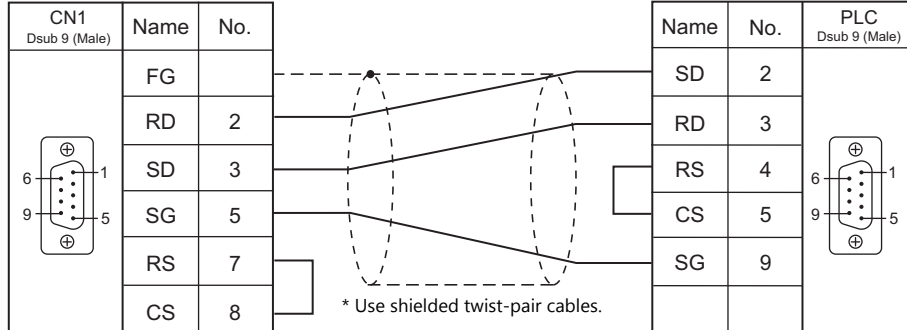 CN1
Dsub 9 (Male)
Name No.
FG
RD 2
SD 3
SG 5
RS 7
CS 8
6 1
9 5
* Use shielded twist-pair cables.
Name No.
SD 2
RD 3
RS 4
CS 5
SG 9
PLC
Dsub 9 (Male)
6 1
9 5